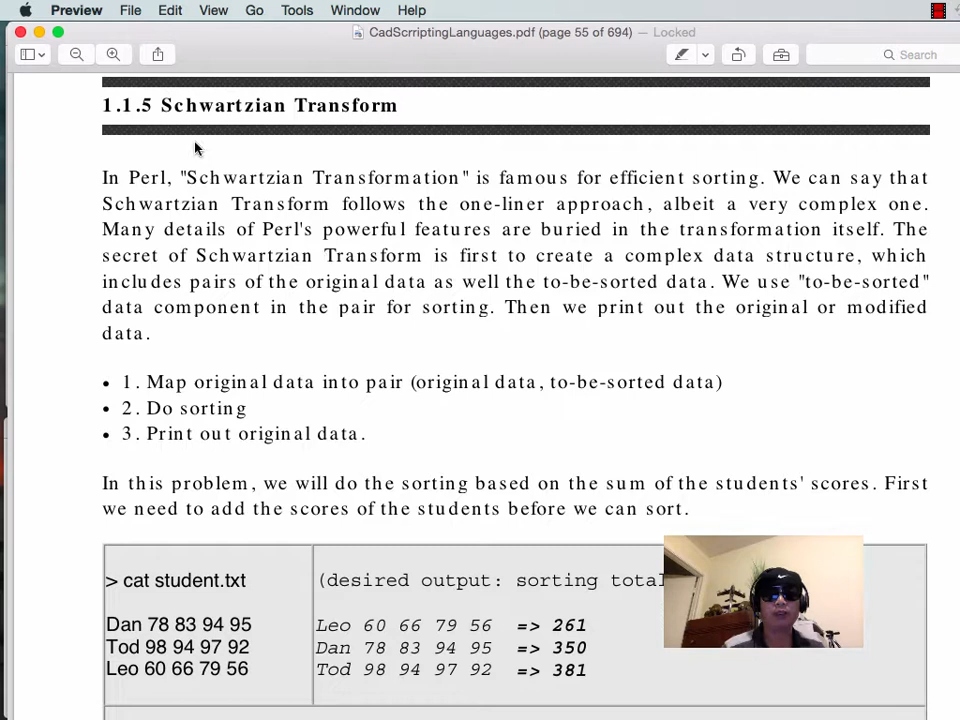 Preview File Edit View Go Tools Window Help
CadScriptingLanguages.pdf (page 55 of 694) — Locked
Search
1.1.5 Schwartzian Transform
In Perl, "Schwartzian Transformation" is famous for efficient sorting. We can say that
Schwartzian Transform follows the one-liner approach, albeit a very complex one.
Many details of Perl's powerful features are buried in the transformation itself. The
secret of Schwartzian Transform is first to create a complex data structure, which
includes pairs of the original data as well the to-be-sorted data. We use "to-be-sorted"
data component in the pair for sorting. Then we print out the original or modified
data.
• 1. Map original data into pair (original data, to-be-sorted data)
• 2. Do sorting
• 3. Print out original data.
In this problem, we will do the sorting based on the sum of the students' scores. First
we need to add the scores of the students before we can sort.
> cat student.txt (desired output: sorting total
Dan 78 83 94 95 Leo 60 66 79 56 => 261
Tod 98 94 97 92 Dan 78 83 94 95 => 350
Leo 60 66 79 56 Tod 98 94 97 92 => 381